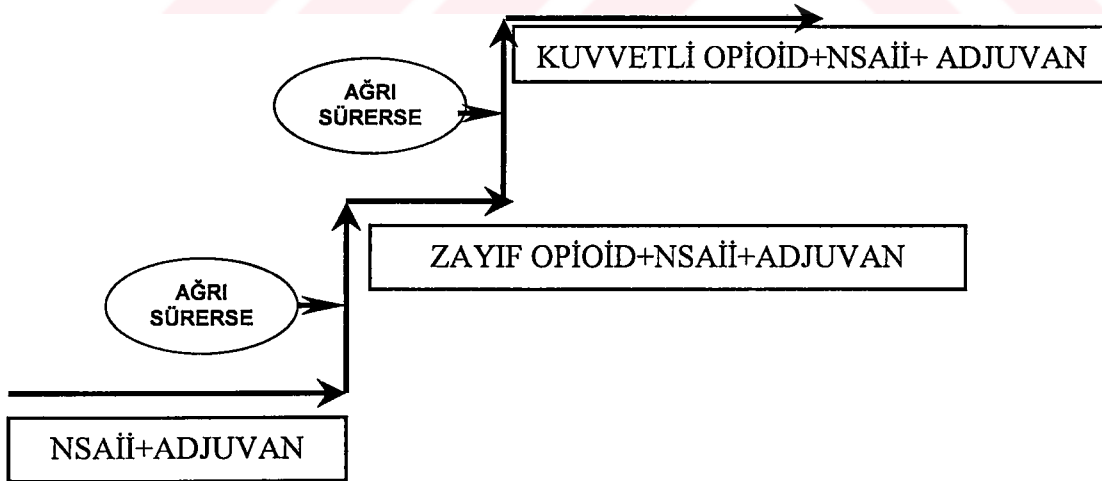 KUVVETLİ OPİOİD+NSAİİ+ ADJUVAN
AĞRI
SÜRERSE
ZAYIF OPİOİD+NSAİİ+ADJUVAN
AĞRI
SÜRERSE
NSAİİ+ADJUVAN